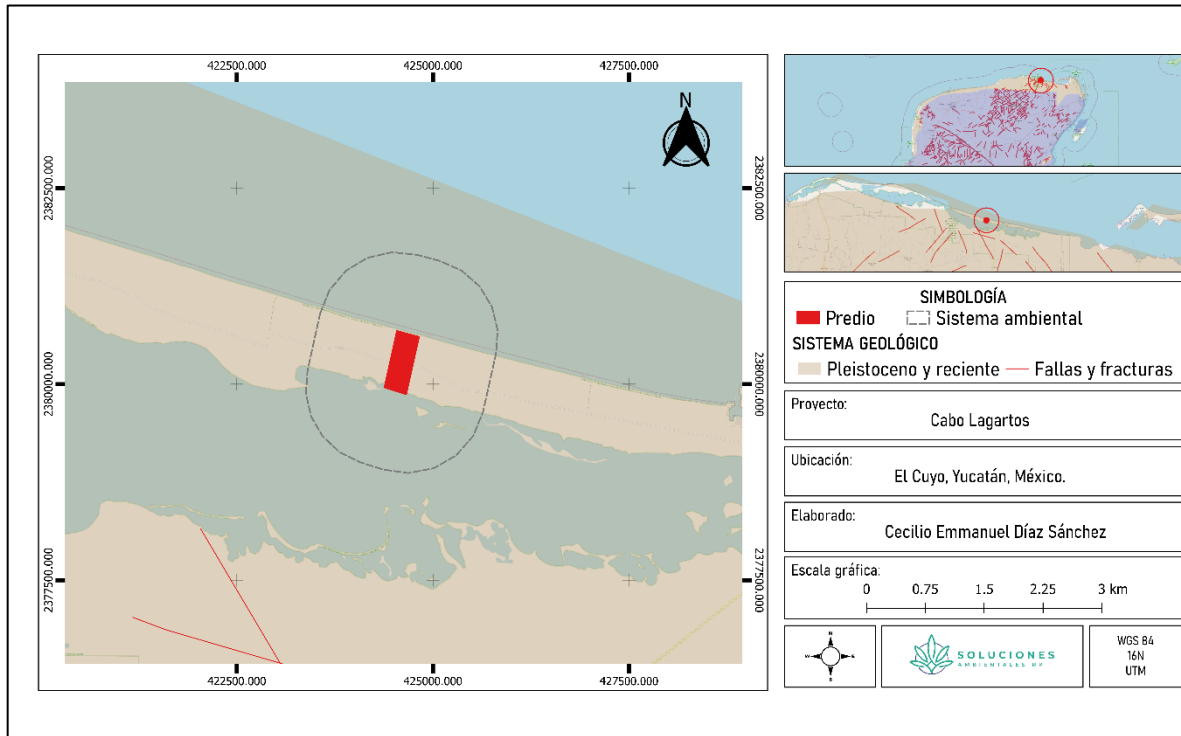 422500.000 425000.000 427500.000
N
2382500.000 2382500.000
2380000.000 2380000.000
2377500.000 2377500.000
422500.000 425000.000 427500.000
SIMBOLOGÍA
Predio Sistema ambiental
SISTEMA GEOLÓGICO
Pleistoceno y reciente Fallas y fracturas
Proyecto:
Cabo Lagartos
Ubicación:
El Cuyo, Yucatán, México.
Elaborado:
Cecilio Emmanuel Díaz Sánchez
Escala gráfica:
0 0.75 1.5 2.25 3 km
N
W E
S
SOLUCIONES
AMBIENTALES
WGS 84
16N
UTM